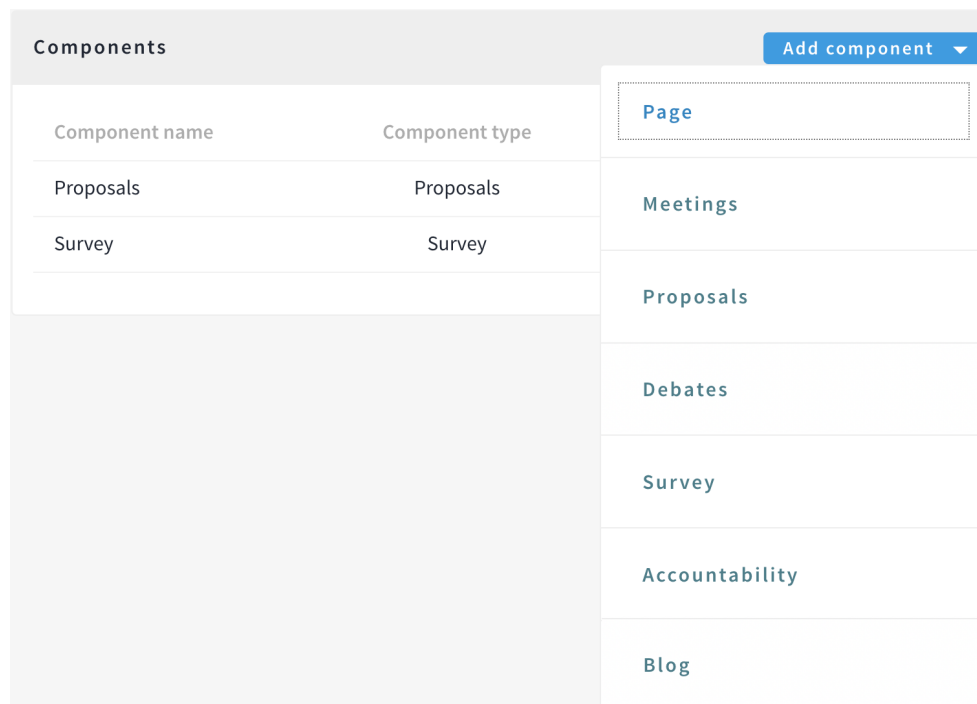 Components
Add component
Component name Component type
Proposals Proposals
Survey Survey
Page
Meetings
Proposals
Debates
Survey
Accountability
Blog